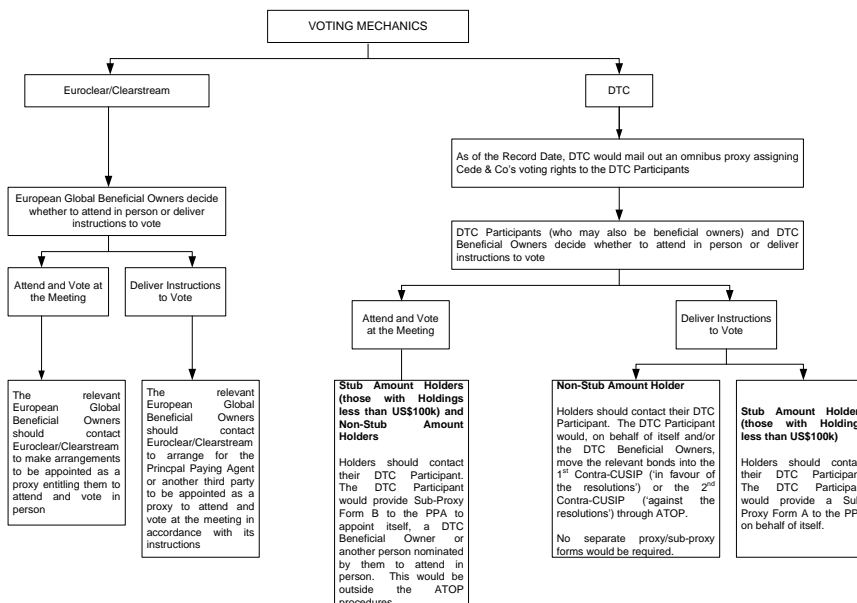 VOTING MECHANICS
Euroclear/Clearstream
DTC
As of the Record Date, DTC would mail out an omnibus proxy assigning
Cede & Co's voting rights to the DTC Participants
European Global Beneficial Owners decide
whether to attend in person or deliver
instructions to vote
DTC Participants (who may also be beneficial owners) and DTC
Beneficial Owners decide whether to attend in person or deliver
instructions to vote
Attend and Vote at
the Meeting
Deliver Instructions
to Vote
Attend and Vote
at the Meeting
Deliver Instructions
to Vote
The relevant
European Global
Beneficial Owners
should contact
Euroclear/Clearstream
to make arrangements
to be appointed as a
proxy entitling them to
attend and vote in
person
The relevant
European Global
Beneficial Owners
should contact
Euroclear/Clearstream
to arrange for the
Princpal Paying Agent
or another third party
to be appointed as a
proxy to attend and
vote at the meeting in
accordance with its
instructions
Stub Amount Holders
(those with Holdings
less than US$100k) and
Non-Stub Amount
Holders
Holders should contact
their DTC Participant.
The DTC Participant
would provide Sub-Proxy
Form B to the PPA to
appoint itself, a DTC
Beneficial Owner or
another person nominated
by them to attend in
person. This would be
outside the ATOP
procedures
Non-Stub Amount Holder
Holders should contact their DTC
Participant. The DTC Participant
would, on behalf of itself and/or
the DTC Beneficial Owners,
move the relevant bonds into the
1st Contra-CUSIP ('in favour of
the resolutions') or the 2nd
Contra-CUSIP ('against the
resolutions') through ATOP.
No separate proxy/sub-proxy
forms would be required.
Stub Amount Holder
(those with Holding
less than US$100k)
Holders should contac
their DTC Participan
The DTC Participan
would provide a Sub
Proxy Form A to the PP
on behalf of itself.